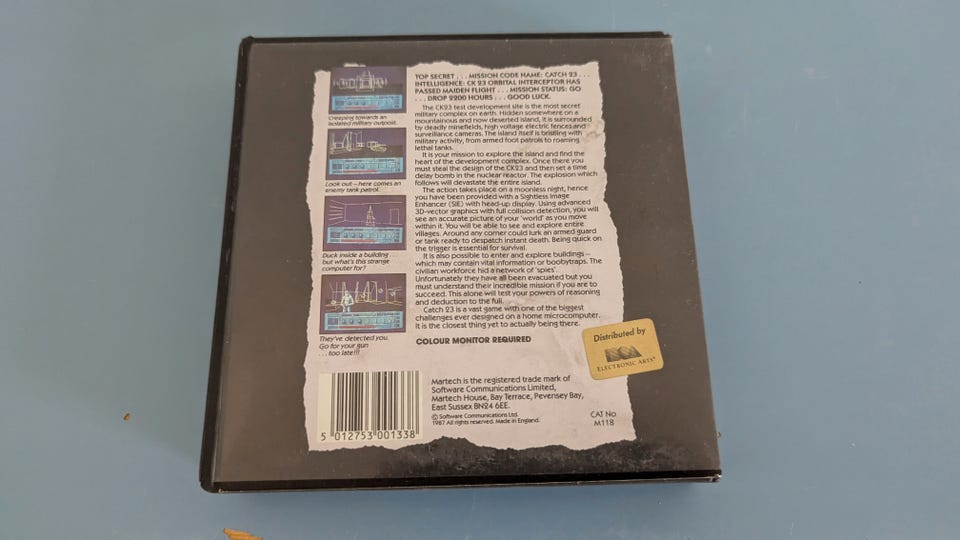 TOP SECRET . . . MISSION CODE NAME: CATCH 23 . . .
INTELLIGENCE: CK 23 ORBITAL INTERCEPTOR HAS
PASSED MAIDEN FLIGHT . . . MISSION STATUS: GO
. . . DROP 2200 HOURS . . . GOOD LUCK.
The CK23 test development site is the most secret
military complex on earth. Hidden somewhere on a
mountainous and now deserted island, it is surrounded
by deadly minefields, high voltage electric fences and
surveillance cameras. The island itself is bristling with
military activity, from armed foot patrols to roaming
lethal tanks.
It is your mission to explore the island and find the
heart of the development complex. Once there you
must steal the design of the CK23 and then set a time
delay bomb in the nuclear reactor. The explosion which
follows will devastate the entire island.
The action takes place on a moonless night, hence
you have been provided with a Sightless Image
Enhancer (SIE) with head-up display. Using advanced
3D-vector graphics with full collision detection, you will
see an accurate picture of your 'world' as you move
within it. You will be able to see and explore entire
villages. Around any corner could lurk an armed guard
or tank ready to despatch instant death. Being quick on
the trigger is essential for survival.
It is also possible to enter and explore buildings –
which may contain vital information or boobytraps. The
civilian workforce hid a network of 'spies'.
Unfortunately they have all been evacuated but you
must understand their incredible mission if you are to
succeed. This alone will test your powers of reasoning
and deduction to the full.
Catch 23 is a vast game with one of the biggest
challenges ever designed on a home microcomputer.
It is the closest thing yet to actually being there.
COLOUR MONITOR REQUIRED
Creeping towards an
isolated military outpost.
Look out – here comes an
enemy tank patrol.
Duck inside a building . . .
but what's this strange
computer for?
They've detected you.
Go for your gun
. . . too late!!!
Distributed by
ELECTRONIC ARTS®
5 012753 001338
Martech is the registered trade mark of
Software Communications Limited,
Martech House, Bay Terrace, Pevensey Bay,
East Sussex BN24 6EE.
© Software Communications Ltd.
1987 All rights reserved. Made in England.
CAT No
M118